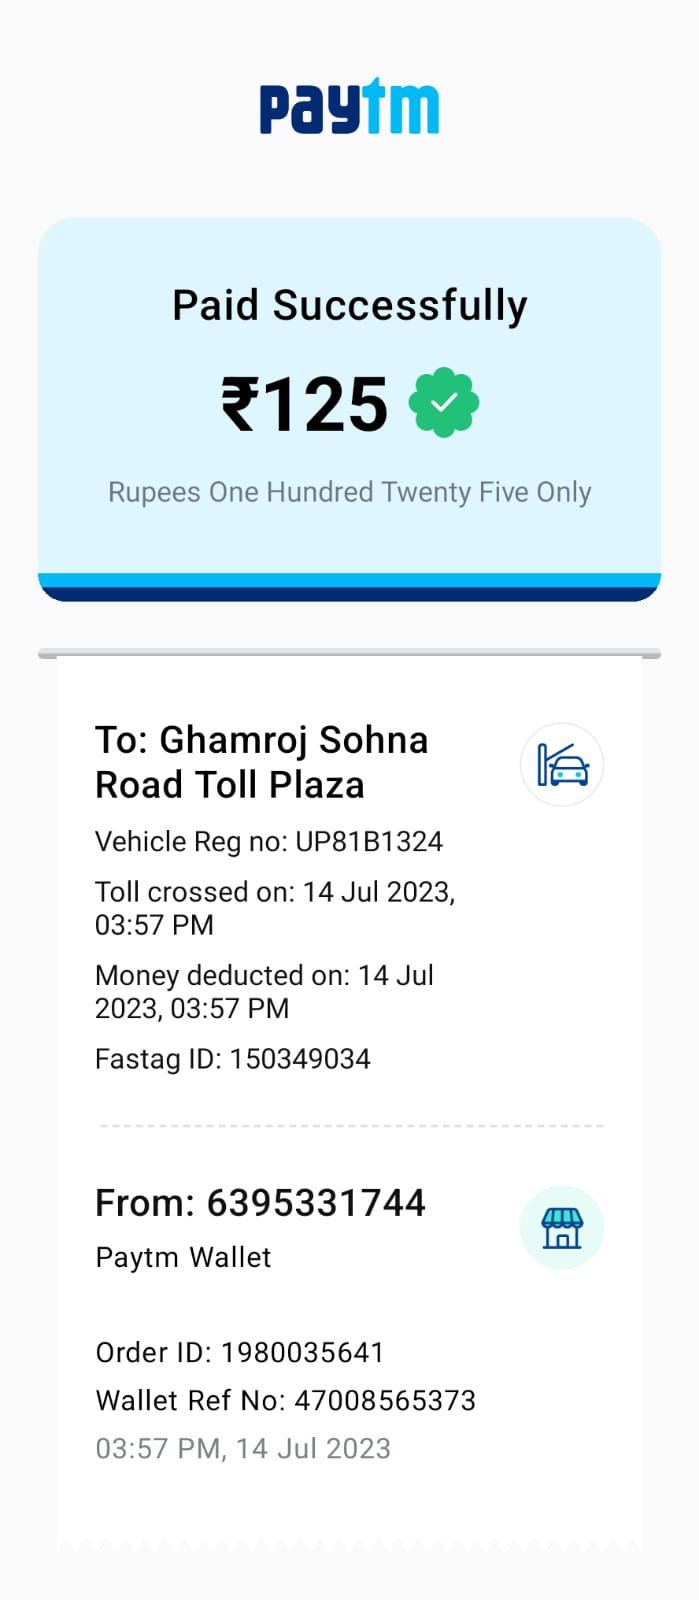 paytm
Paid Successfully
₹125
Rupees One Hundred Twenty Five Only
To: Ghamroj Sohna
Road Toll Plaza
Vehicle Reg no: UP81B1324
Toll crossed on: 14 Jul 2023,
03:57 PM
Money deducted on: 14 Jul
2023, 03:57 PM
Fastag ID: 150349034
From: 6395331744
Paytm Wallet
Order ID: 1980035641
Wallet Ref No: 47008565373
03:57 PM, 14 Jul 2023